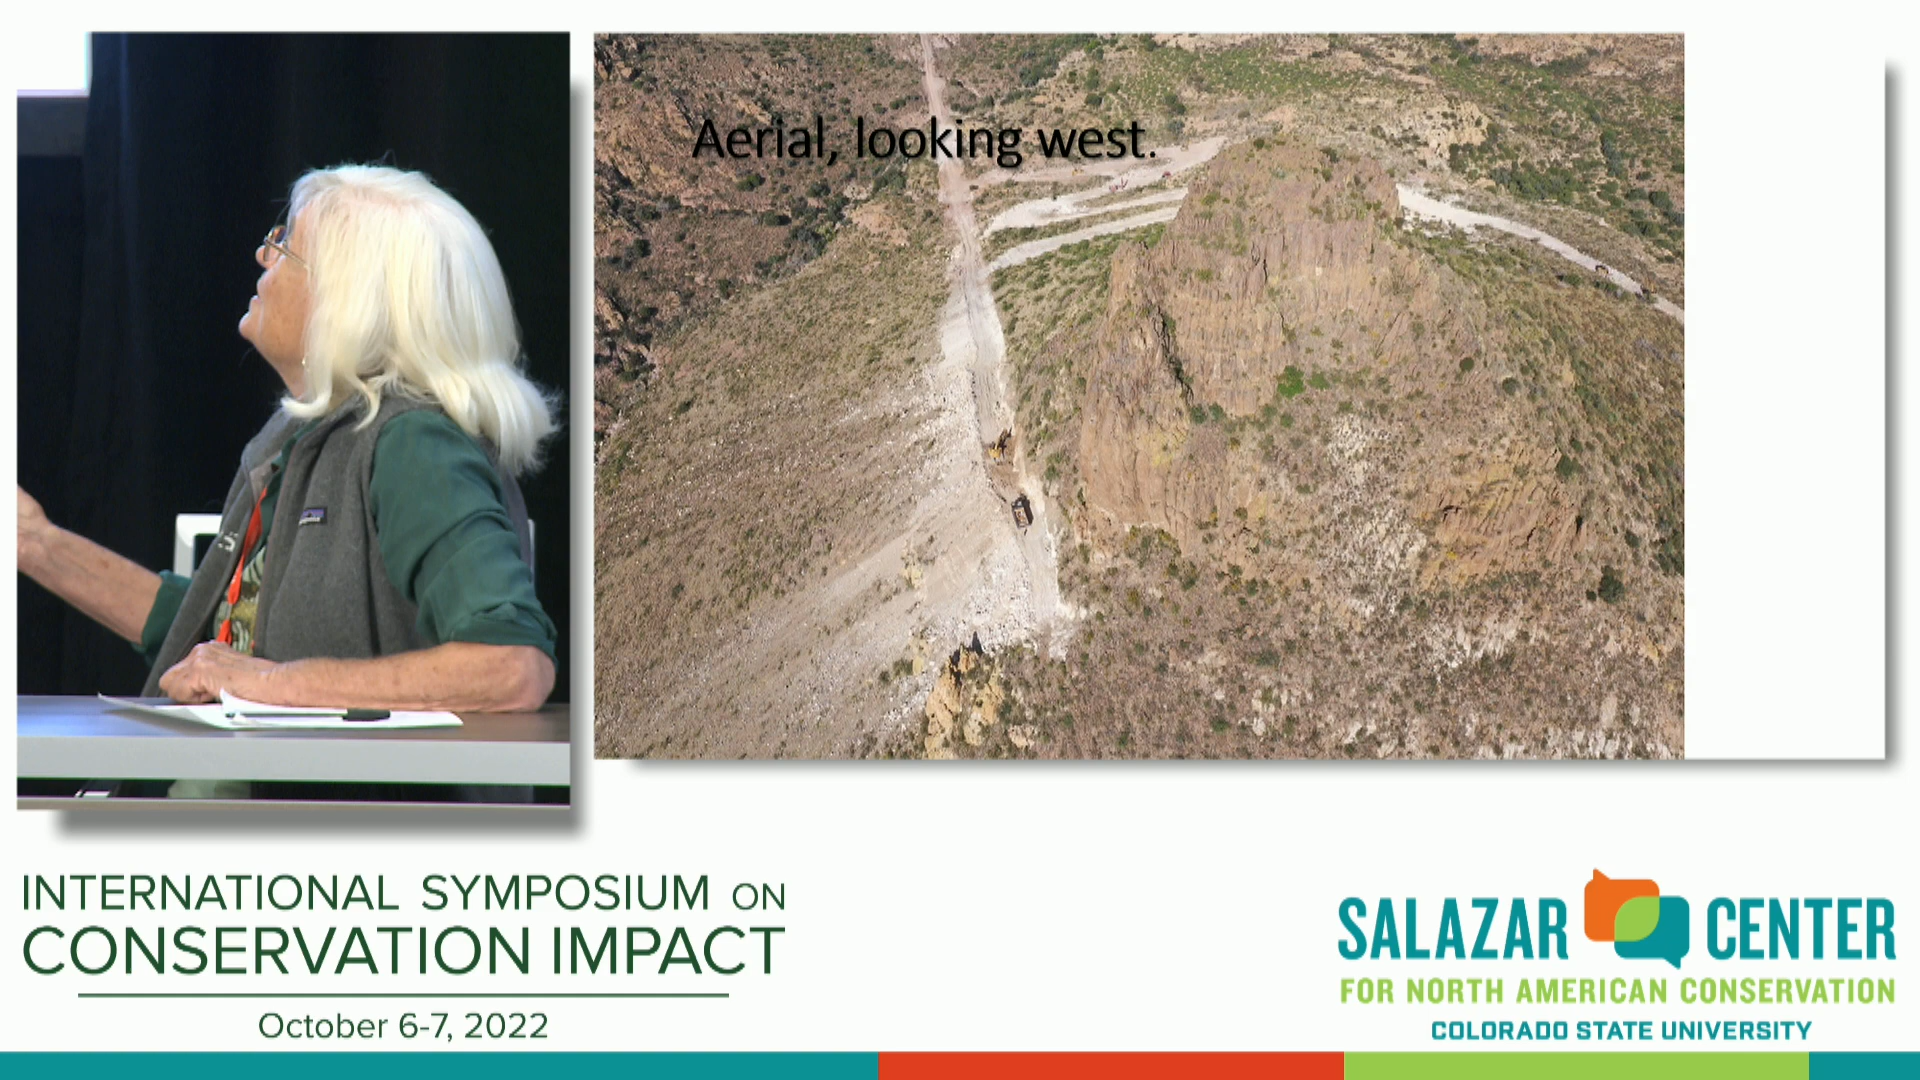 Aerial, looking west.
INTERNATIONAL SYMPOSIUM ON
CONSERVATION IMPACT
October 6-7, 2022
SALAZAR CENTER
FOR NORTH AMERICAN CONSERVATION
COLORADO STATE UNIVERSITY